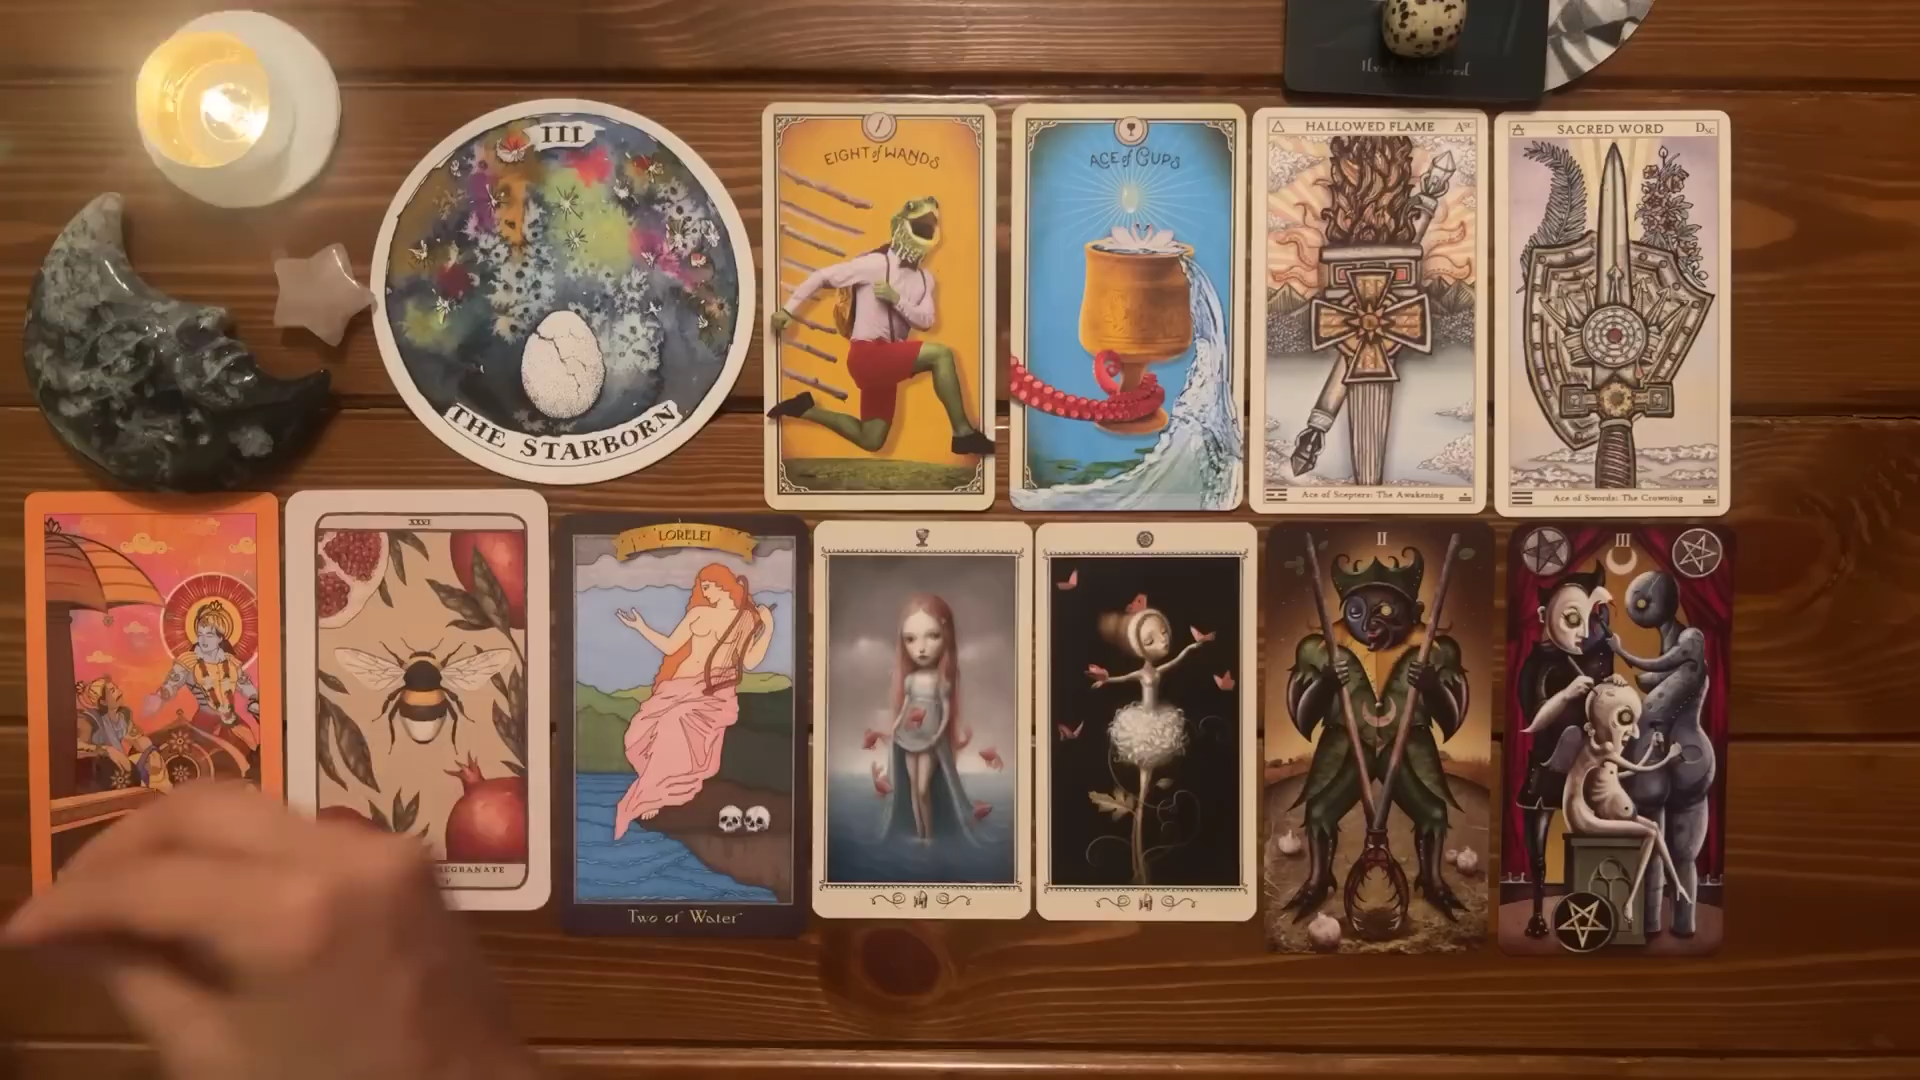 III
THE STARBORN
EIGHT of WANDS
ACE of CUPS
HALLOWED FLAME
Ace of Scepters: The Awakening
SACRED WORD
Ace of Swords: The Crowning
XXVI
LORELEI
Two of Water
II
III